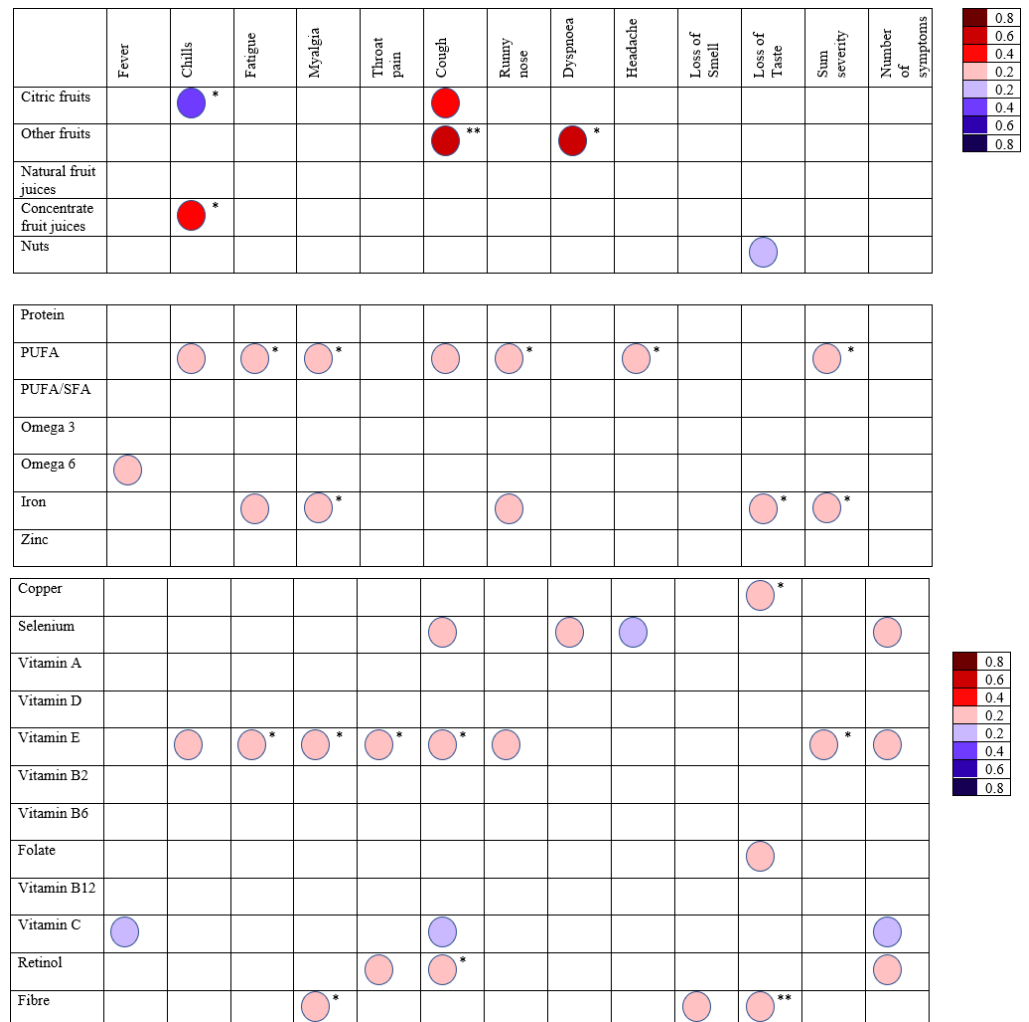 Fever Chills Fatigue Myalgia Throat pain Cough Runny nose Dyspnoea Headache Loss of Smell Loss of Taste Sum severity Number of symptoms
0.8
0.6
0.4
0.2
0.2
0.4
0.6
0.8
Citric fruits *
Other fruits ** *
Natural fruit
juices
Concentrate
fruit juices *
Nuts
Protein
PUFA * * * * *
PUFA/SFA
Omega 3
Omega 6
Iron * * *
Zinc
Copper *
Selenium
Vitamin A
Vitamin D
Vitamin E * * * * *
Vitamin B2
Vitamin B6
Folate
Vitamin B12
Vitamin C
Retinol *
Fibre * **
0.8
0.6
0.4
0.2
0.2
0.4
0.6
0.8